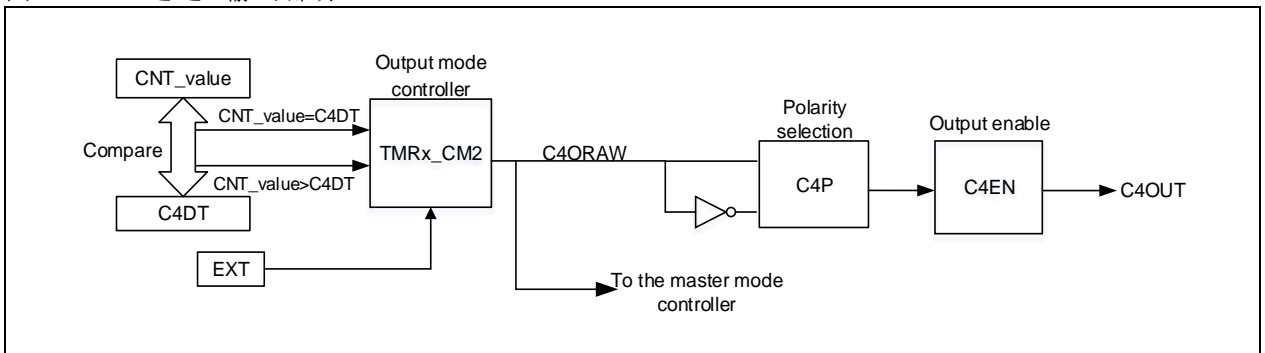 CNT_value
Compare
C4DT
CNT_value=C4DT
CNT_value>C4DT
EXT
Output mode
controller
TMRx_CM2
C4ORAW
To the master mode
controller
Polarity
selection
C4P
Output enable
C4EN
C4OUT